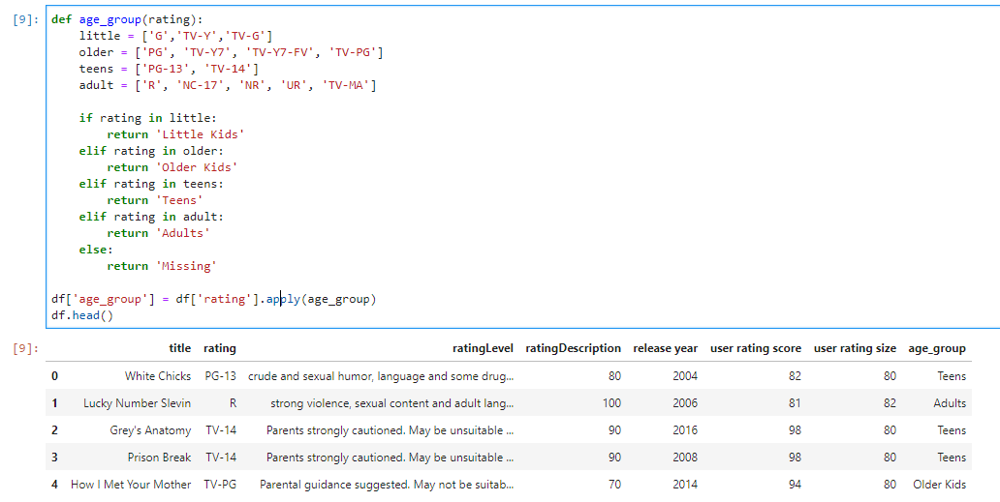 [9]: def age_group(rating):
little = ['G','TV-Y','TV-G']
older = ['PG', 'TV-Y7', 'TV-Y7-FV', 'TV-PG']
teens = ['PG-13', 'TV-14']
adult = ['R', 'NC-17', 'NR', 'UR', 'TV-MA']
if rating in little:
return 'Little Kids'
elif rating in older:
return 'Older Kids'
elif rating in teens:
return 'Teens'
elif rating in adult:
return 'Adults'
else:
return 'Missing'
df['age_group'] = df['rating'].apply(age_group)
df.head()
[9]: title rating ratingLevel ratingDescription release year user rating score user rating size age_group
0 White Chicks PG-13 crude and sexual humor, language and some drug... 80 2004 82 80 Teens
1 Lucky Number Slevin R strong violence, sexual content and adult lang... 100 2006 81 82 Adults
2 Grey's Anatomy TV-14 Parents strongly cautioned. May be unsuitable ... 90 2016 98 80 Teens
3 Prison Break TV-14 Parents strongly cautioned. May be unsuitable ... 90 2008 98 80 Teens
4 How I Met Your Mother TV-PG Parental guidance suggested. May not be suitab... 70 2014 94 80 Older Kids